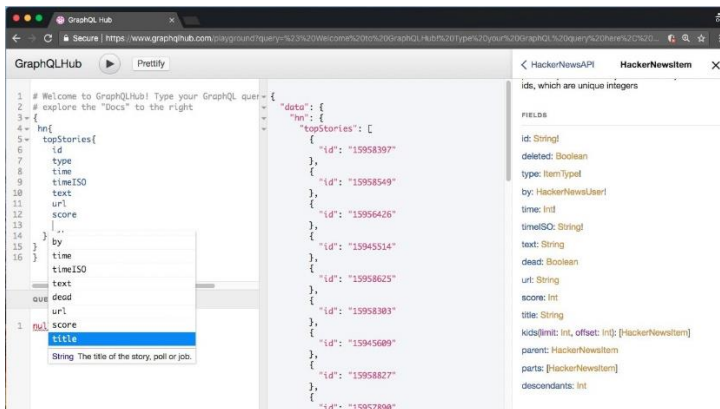 GraphQL Hub
Secure | https://www.graphqlhub.com/playground?query=%23%20Welcome%20to%20GraphQLHub!%20Type%20your%20GraphQL%20query%20here%2C%20...
GraphQLHub
Prettify
1 # Welcome to GraphQLHub! Type your GraphQL quer
2 # explore the "Docs" to the right
3 {
4 hn{
5 topStories{
6 id
7 type
8 time
9 timeISO
10 text
11 url
12 score
13
14 }
15 }
16 }
by
time
timeISO
text
dead
url
score
title
String The title of the story, poll or job.
QUE
1 nul
{
"data": {
"hn": {
"topStories": [
{
"id": "15958397"
},
{
"id": "15958549"
},
{
"id": "15956426"
},
{
"id": "15945514"
},
{
"id": "15958625"
},
{
"id": "15958303"
},
{
"id": "15945609"
},
{
"id": "15958827"
},
{
"id": "15957890"
HackerNewsAPI
HackerNewsItem
ids, which are unique integers
FIELDS
id: String!
deleted: Boolean
type: ItemType!
by: HackerNewsUser!
time: Int!
timeISO: String!
text: String
dead: Boolean
url: String
score: Int
title: String
kids(limit: Int, offset: Int): [HackerNewsItem]
parent: HackerNewsItem
parts: [HackerNewsItem]
descendants: Int